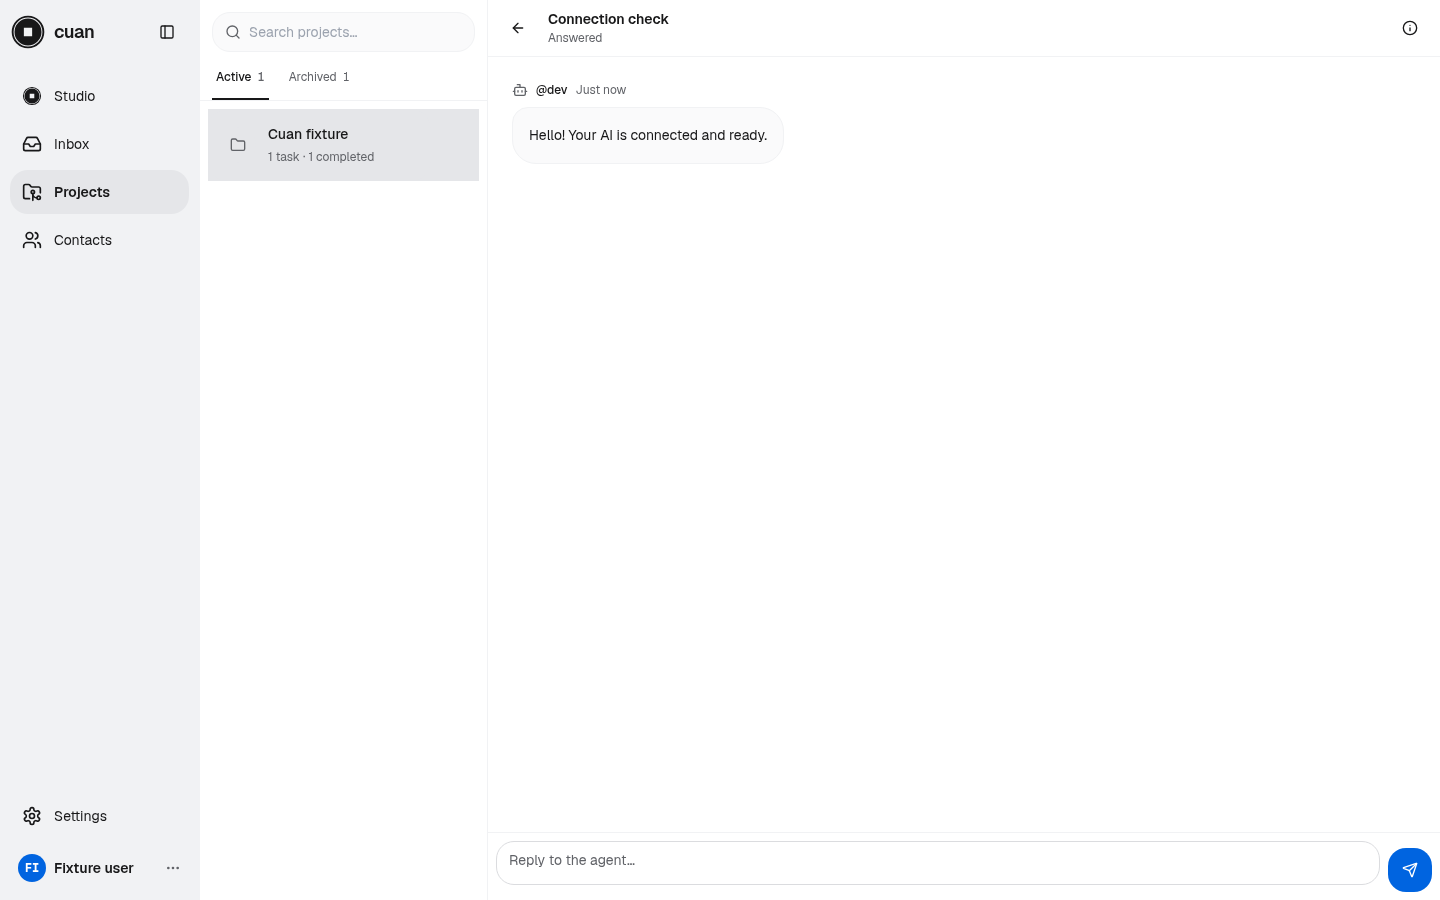 cuan
Studio
Inbox
Projects
Contacts
Settings
FI
Fixture user
Search projects...
Active 1
Archived 1
Cuan fixture
1 task · 1 completed
Connection check
Answered
@dev Just now
Hello! Your AI is connected and ready.
Reply to the agent...